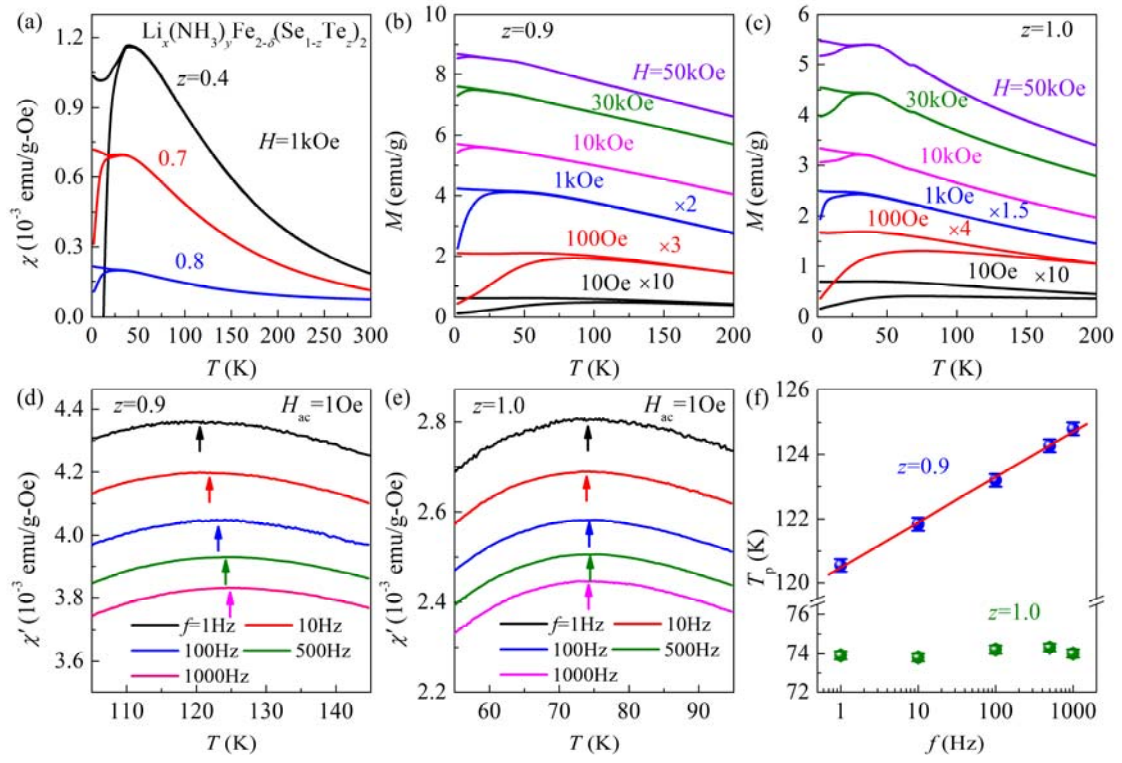 (a)
Liₓ(NH₃)ᵧFe₂₋δ(Se₁₋zTez)₂
z=0.4
H=1kOe
0.7
0.8
χ (10⁻³ emu/g-Oe)
1.2
0.9
0.6
0.3
0.0
0 50 100 150 200 250 300
T (K)
(b)
z=0.9
H=50kOe
30kOe
10kOe
1kOe
×2
100Oe ×3
10Oe ×10
M (emu/g)
10
8
6
4
2
0
0 50 100 150 200
T (K)
(c)
z=1.0
H=50kOe
30kOe
10kOe
1kOe
×1.5
100Oe
×4
10Oe ×10
M (emu/g)
6
5
4
3
2
1
0
0 50 100 150 200
T (K)
(d)
z=0.9 Hac=1Oe
χ′ (10⁻³ emu/g-Oe)
4.4
4.2
4.0
3.8
3.6
f=1Hz 10Hz
100Hz 500Hz
1000Hz
110 120 130 140
T (K)
(e)
z=1.0 Hac=1Oe
χ′ (10⁻³ emu/g-Oe)
2.8
2.6
2.4
2.2
f=1Hz 10Hz
100Hz 500Hz
1000Hz
60 70 80 90
T (K)
(f)
z=0.9
z=1.0
Tp (K)
126
124
122
120
76
74
72
1 10 100 1000
f (Hz)